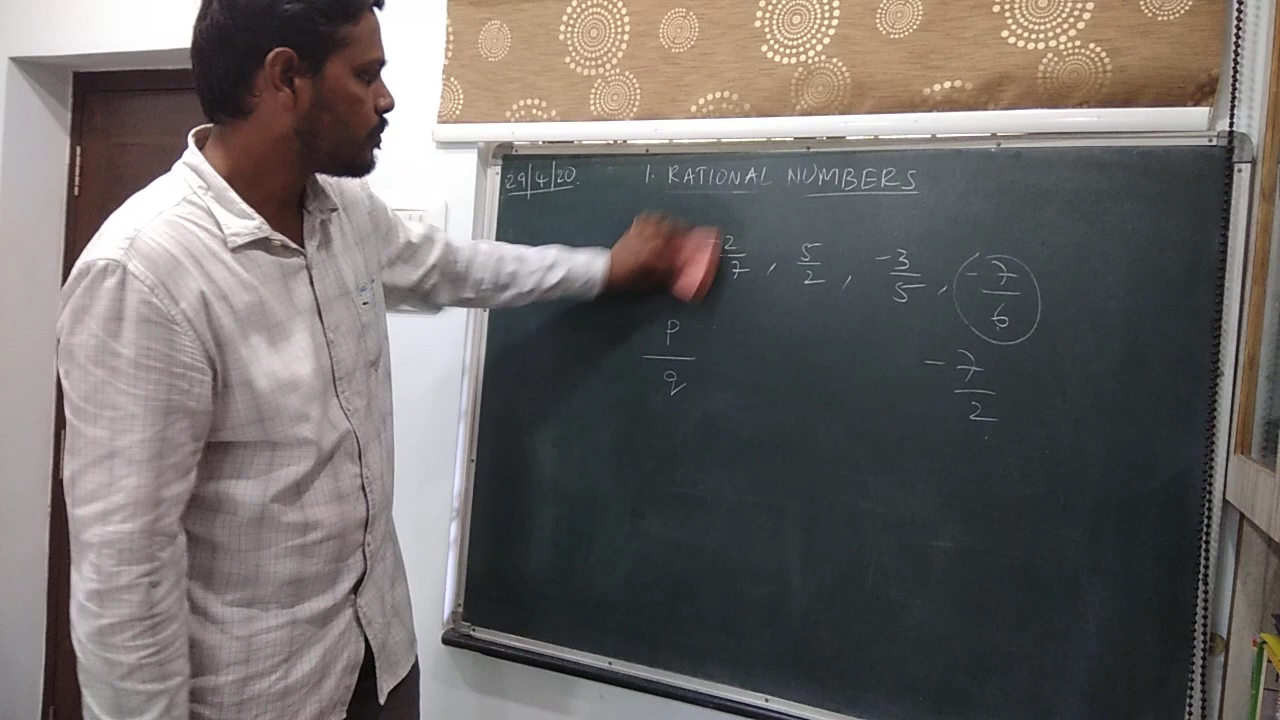 29/4/20 1. RATIONAL NUMBERS
-2/7 , 5/2 , -3/5 , -7/6
p/q
-7/2